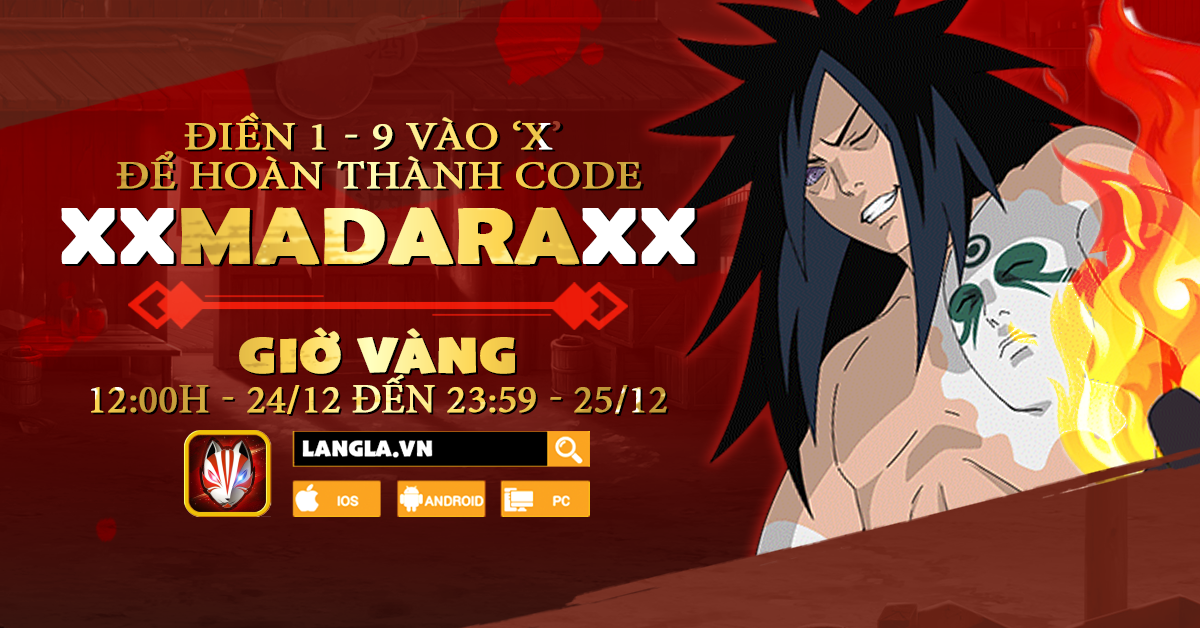 ĐIỀN 1 - 9 VÀO ‘X’
ĐỂ HOÀN THÀNH CODE
XXMADARAXX
GIỜ VÀNG
12:00H - 24/12 ĐẾN 23:59 - 25/12
LANGLA.VN
IOS ANDROID PC